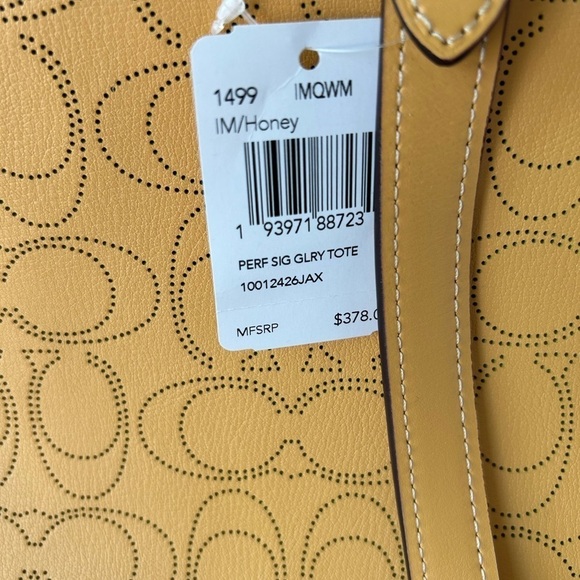 1499 IMQWM
IM/Honey
1 93971 88723
PERF SIG GLRY TOTE
10012426JAX
MFSRP $378.0